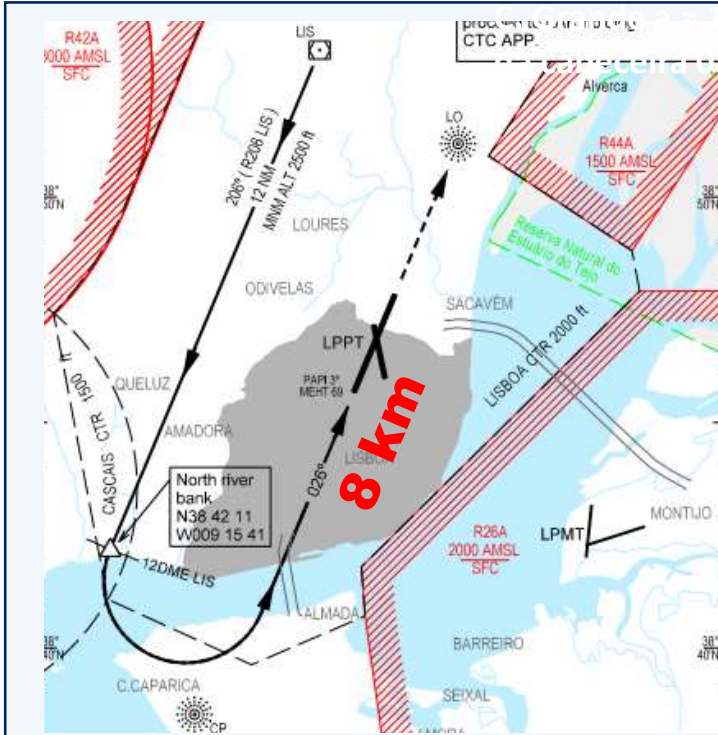 LIS
CTC APP.
R42A
SFC
Alverca
LO
R44A
1500 AMSL
SFC
38°
50'N
38°
50'N
206° ( R206 LIS )
12 NM
MNM ALT 2500 ft
LOURES
Reserva Natural do
Estuário do Tejo
ODIVELAS
SACAVÉM
LPPT
LISBOA CTR 2000 ft
PAPI 3°
MEHT 69
QUELUZ
CASCAIS CTR 1500 ft
AMADORA
8 km
026°
North river
bank
N38 42 11
W009 15 41
R26A
2000 AMSL
SFC
LPMT
MONTIJO
12DME LIS
ALMADA
38°
40'N
BARREIRO
38°
40'N
C.CAPARICA
SEIXAL
CP